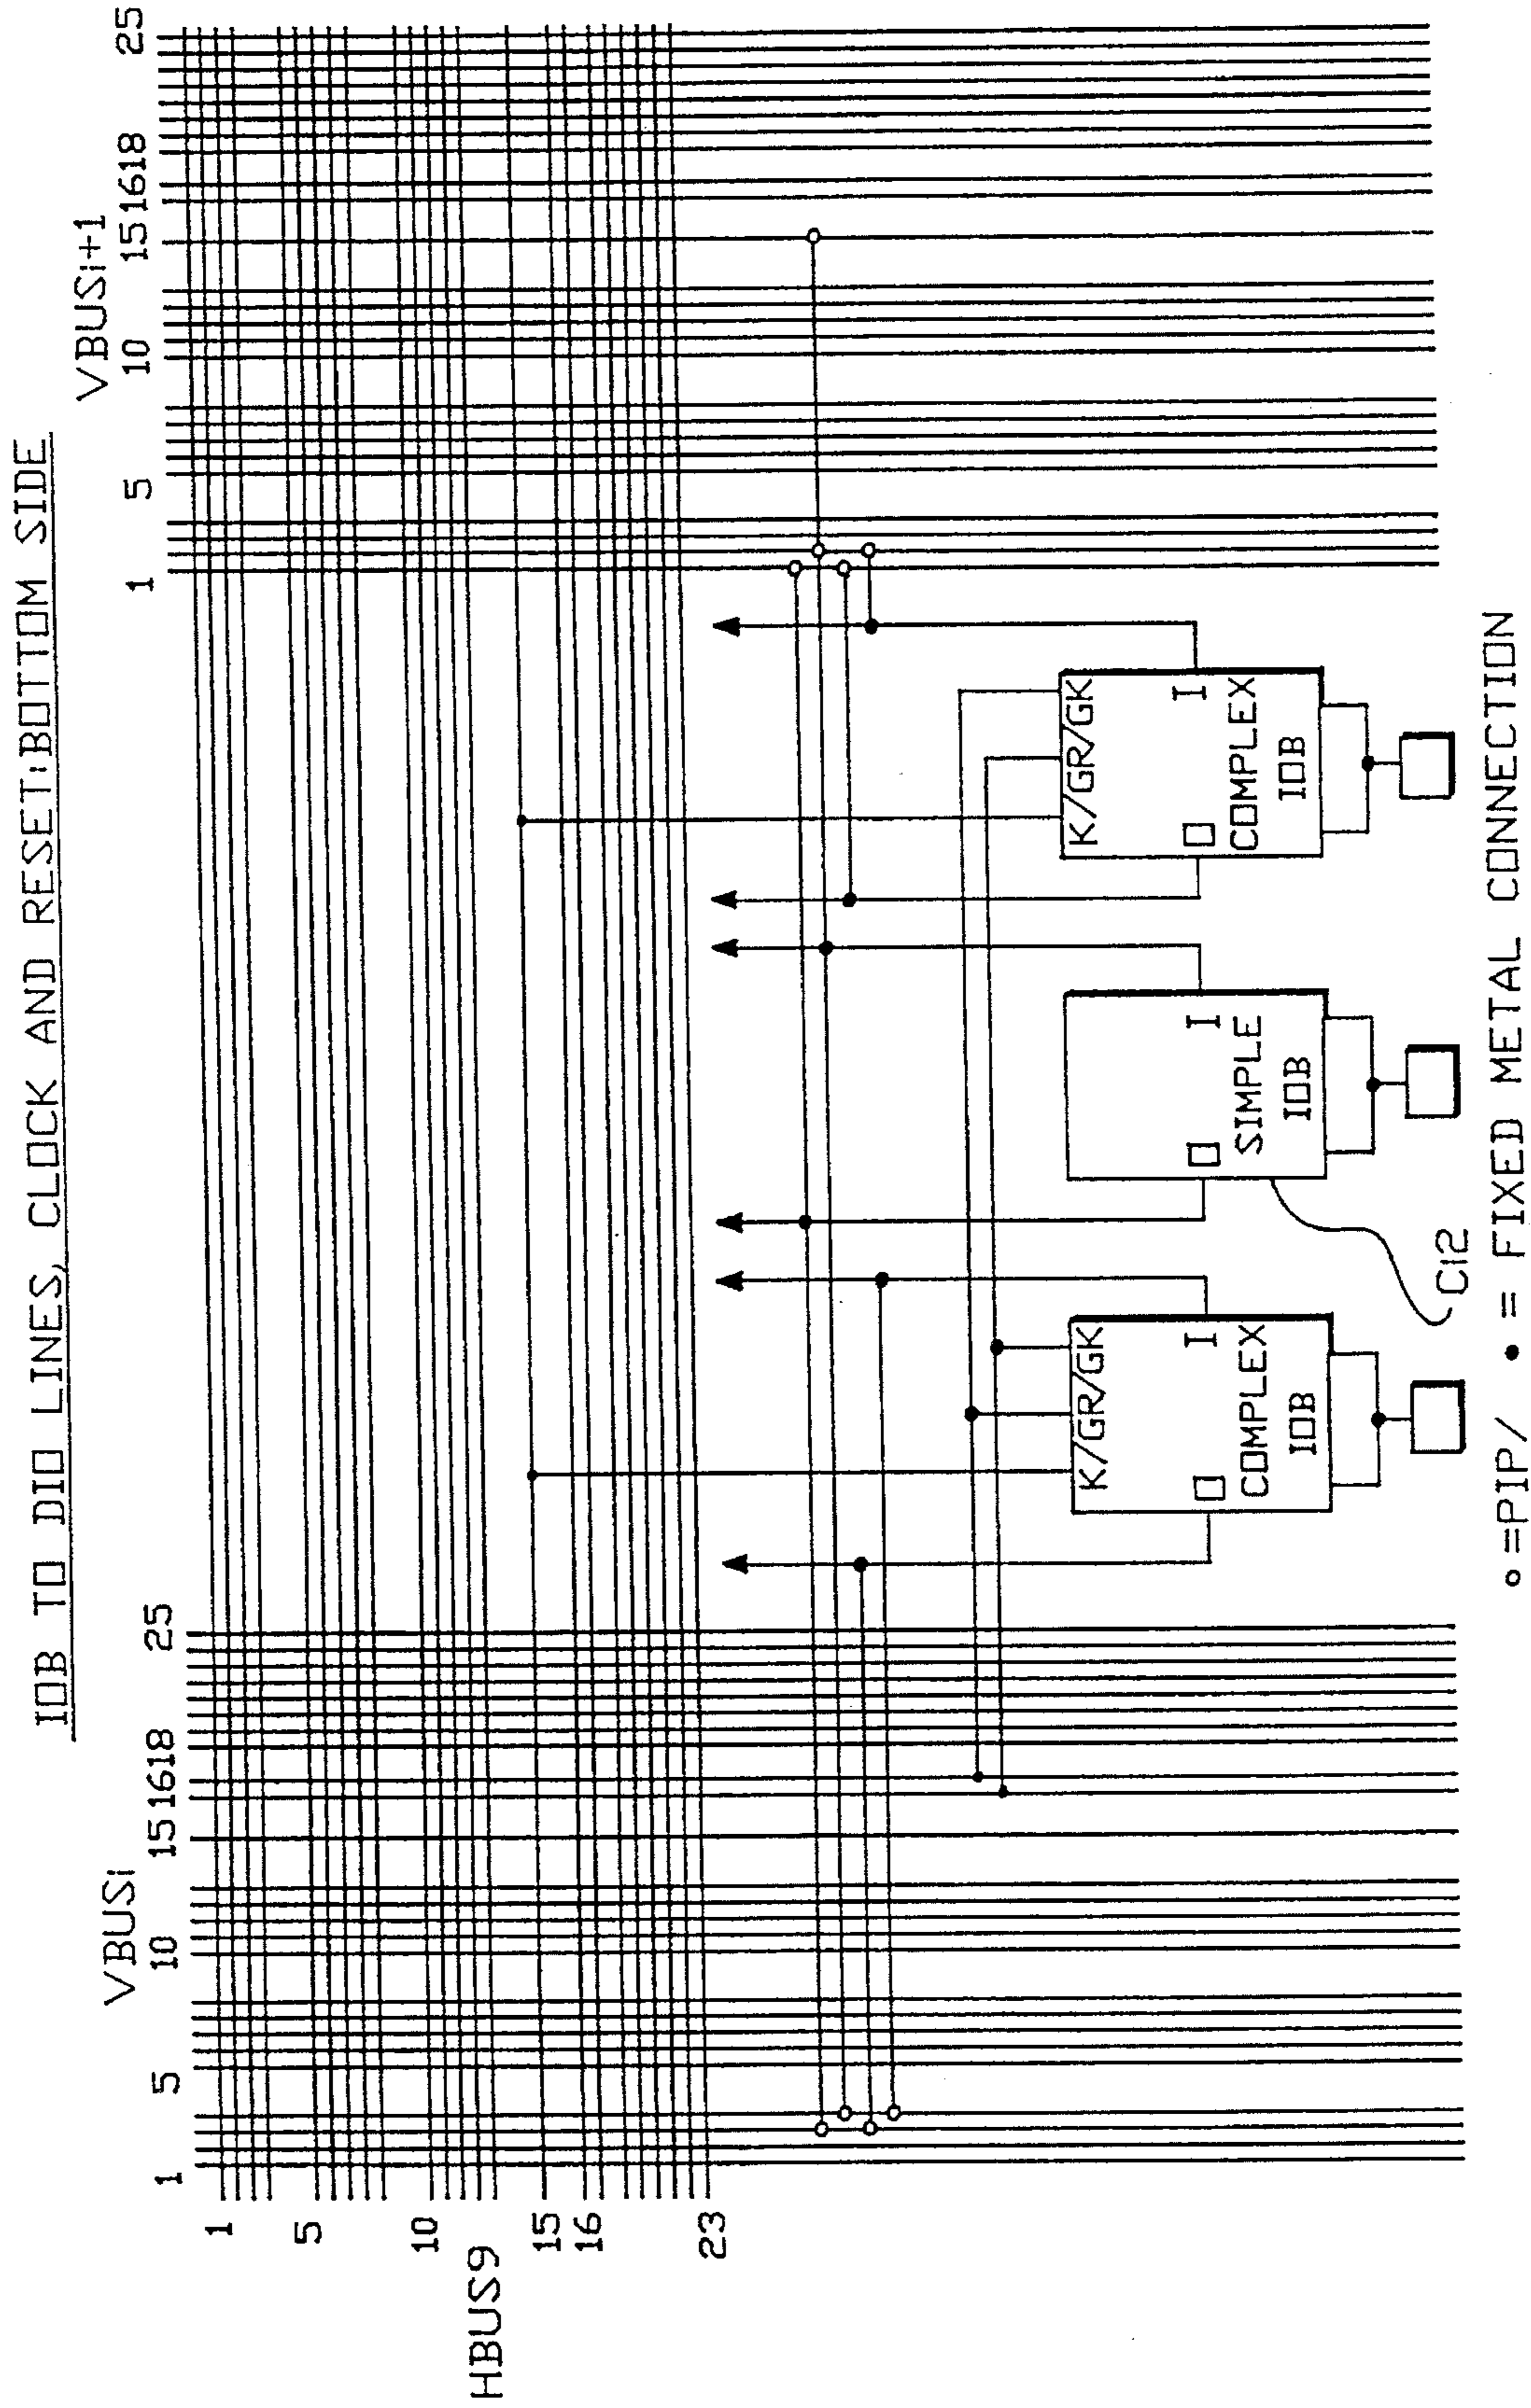 IOB TO DIO LINES, CLOCK AND RESET:BOTTOM SIDE
VBUSi
VBUSi+1
1 5 10 15 16 18 25
1 5 10 15 16 18 25
1
5
10
HBUS9
15
16
23
K/GR/GK
O I
COMPLEX
IOB
O I
SIMPLE
IOB
K/GR/GK
O I
COMPLEX
IOB
Ci2
o =PIP/ • = FIXED METAL CONNECTION